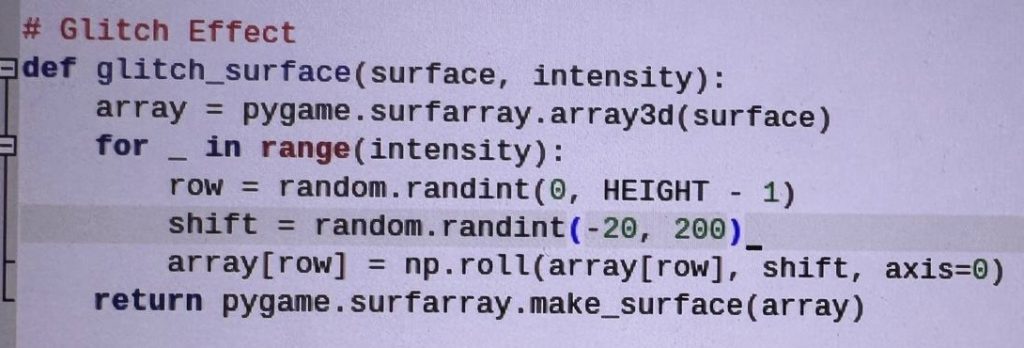 # Glitch Effect
def glitch_surface(surface, intensity):
    array = pygame.surfarray.array3d(surface)
    for _ in range(intensity):
        row = random.randint(0, HEIGHT - 1)
        shift = random.randint(-20, 200)
        array[row] = np.roll(array[row], shift, axis=0)
    return pygame.surfarray.make_surface(array)